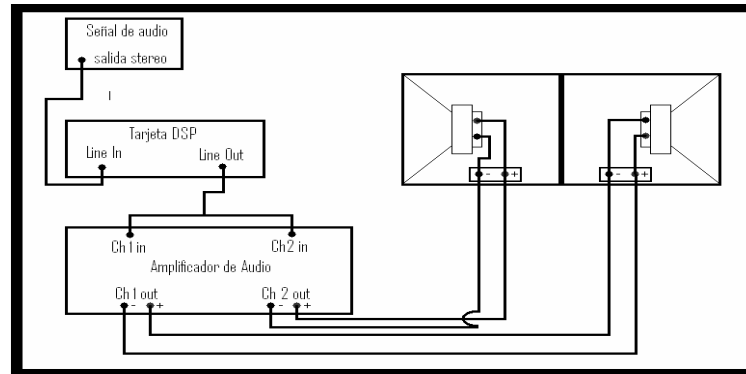 Señal de audio
salida stereo
Tarjeta DSP
Line In
Line Out
Ch1 in
Ch2 in
Amplificador de Audio
Ch1 out
Ch 2 out
- +
- +
- +
- +